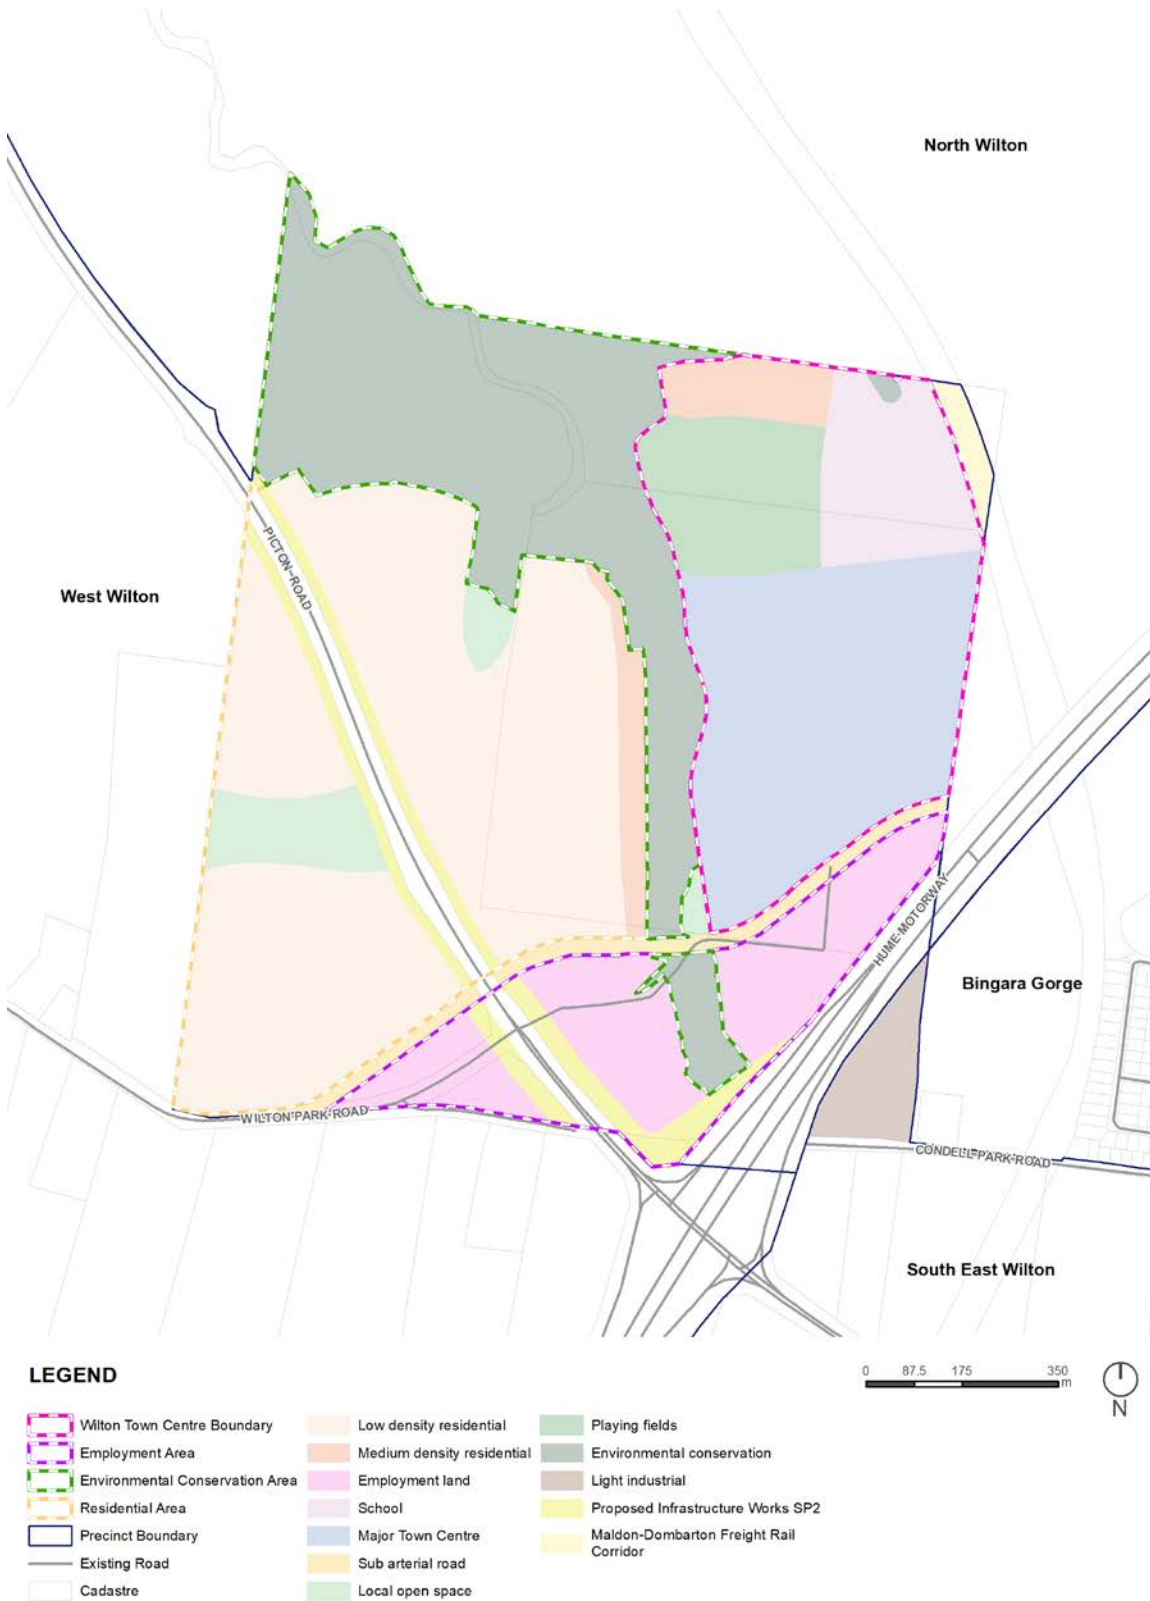 North Wilton
PICTON ROAD
West Wilton
HUME MOTORWAY
Bingara Gorge
WILTON PARK ROAD
CONDELL PARK ROAD
South East Wilton
LEGEND
0 87.5 175 350
m
N
Wilton Town Centre Boundary
Employment Area
Environmental Conservation Area
Residential Area
Precinct Boundary
Existing Road
Cadastre
Low density residential
Medium density residential
Employment land
School
Major Town Centre
Sub arterial road
Local open space
Playing fields
Environmental conservation
Light industrial
Proposed Infrastructure Works SP2
Maldon-Dombarton Freight Rail
Corridor